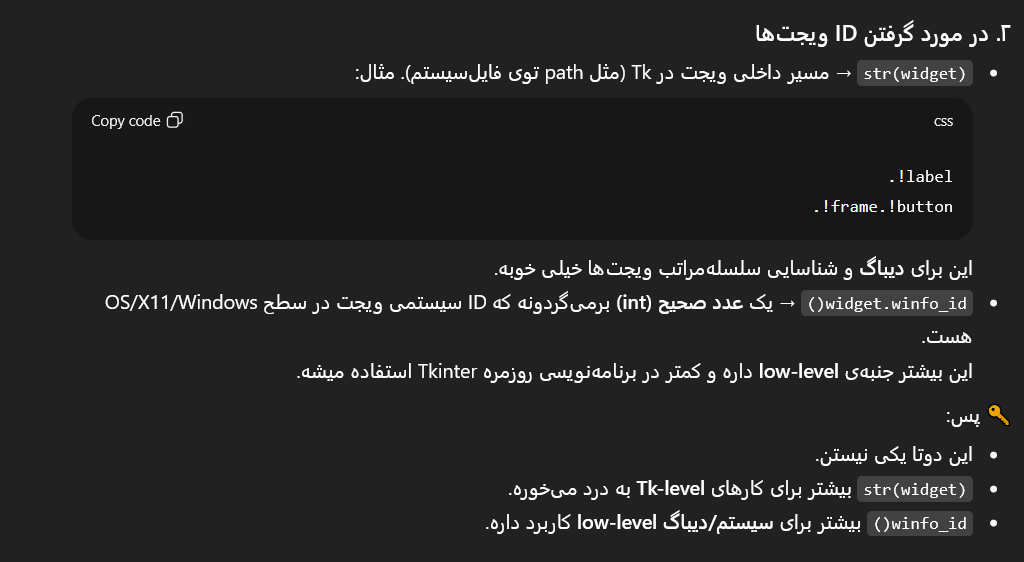 ۲. در مورد گرفتن ID ویجت‌ها
str(widget) → مسیر داخلی ویجت در Tk (مثل path توی فایل‌سیستم). مثال:
css
Copy code
.!label
.!frame.!button
این برای دیباگ و شناسایی سلسله‌مراتب ویجت‌ها خیلی خوبه.
widget.winfo_id() → یک عدد صحیح (int) برمی‌گردونه که ID سیستمی ویجت در سطح OS/X11/Windows
هست.
این بیشتر جنبه‌ی low-level داره و کمتر در برنامه‌نویسی روزمره Tkinter استفاده میشه.
🔑 پس:
این دوتا یکی نیستن.
str(widget) بیشتر برای کارهای Tk-level به درد می‌خوره.
winfo_id() بیشتر برای سیستم/دیباگ low-level کاربرد داره.